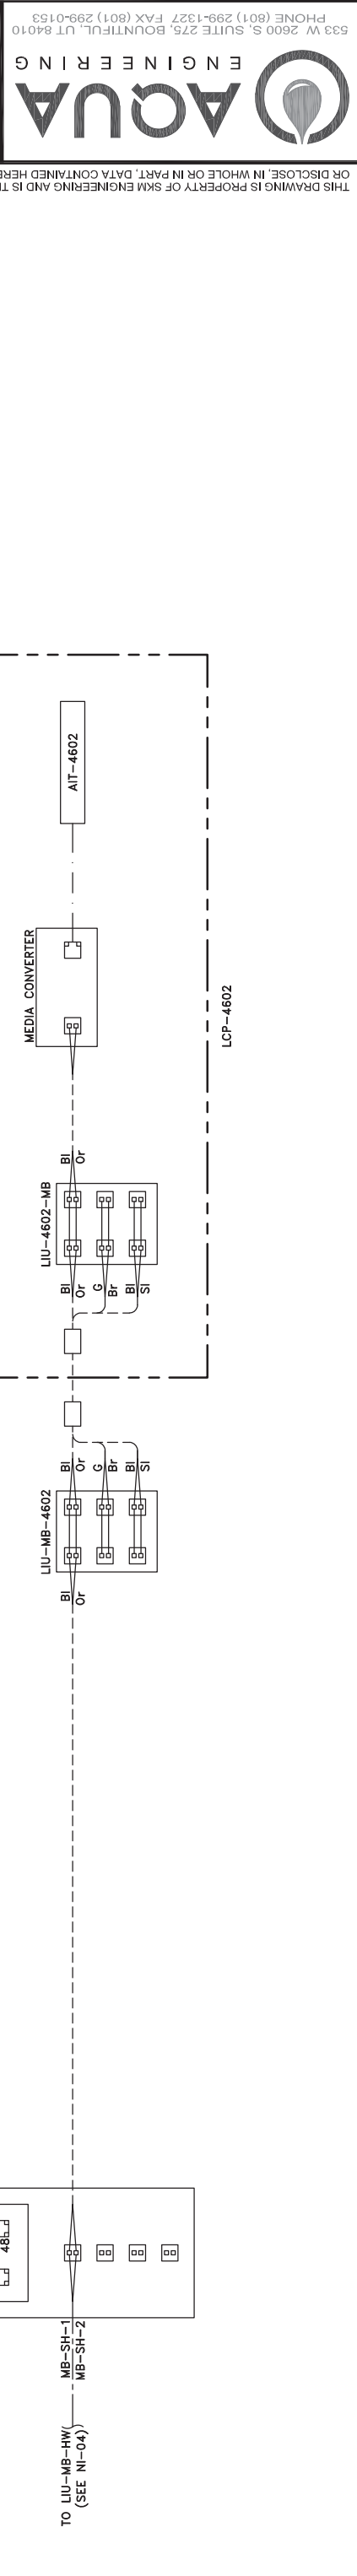 533 W 2600 S, SUITE 275, BOUNTIFUL, UT 84010
PHONE (801) 299-1327 FAX (801) 299-0153
AQUA
ENGINEERING
THIS DRAWING IS PROPERTY OF SKM ENGINEERING AND IS
OR DISCLOSE, IN WHOLE OR IN PART, DATA CONTAINED
AIT-4602
MEDIA CONVERTER
LCP-4602
LIU-4602-MB
Bl
Or
Bl
Or
G
Br
Bl
Sl
LIU-MB-4602
Bl
Or
G
Br
Bl
Sl
Bl
Or
48
MB-SH-1
MB-SH-2
TO LIU-MB-HW
(SEE NI-04)